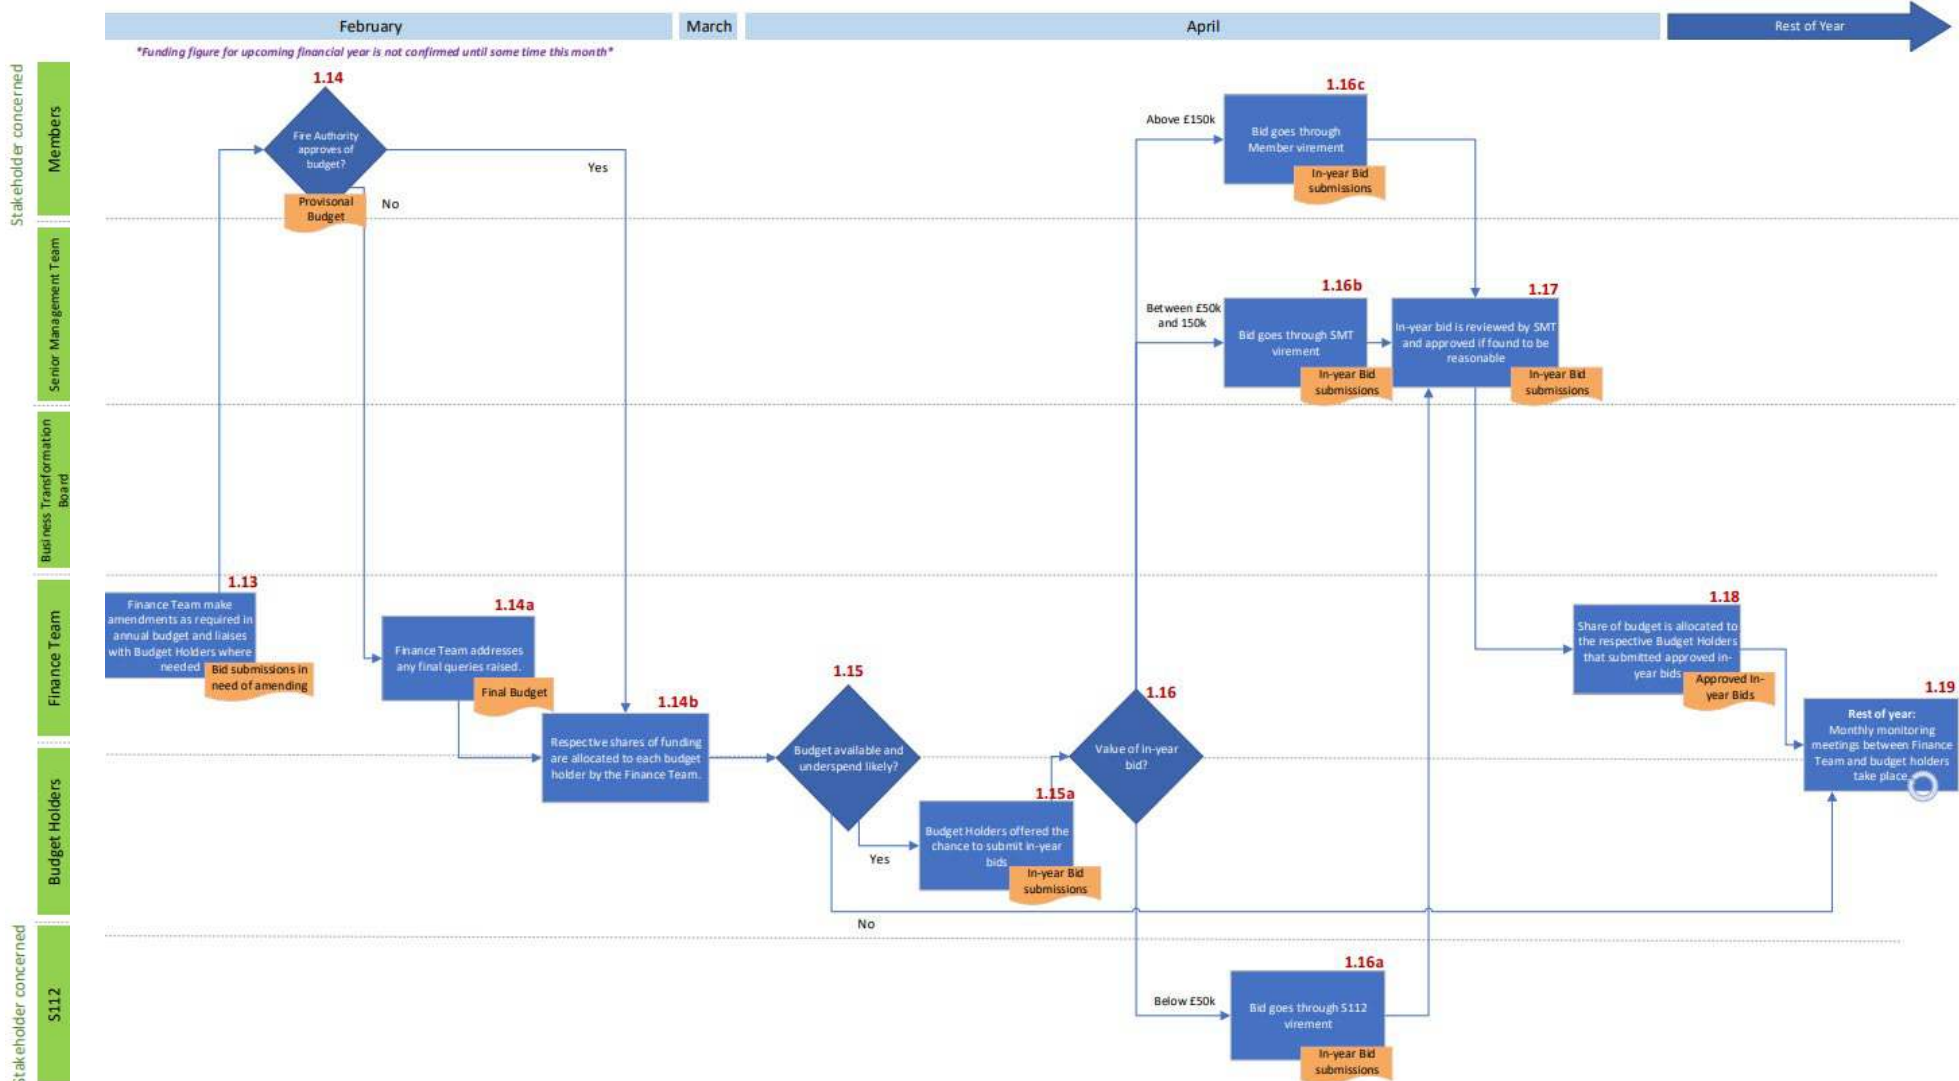 February
March
April
Rest of Year
*Funding figure for upcoming financial year is not confirmed until some time this month*
Stakeholder concerned
Members
1.14
Fire Authority
approves of
budget?
Provisonal
Budget
Yes
No
1.16c
Above £150k
Bid goes through
Member virement
In-year Bid
submissions
Senior Management Team
1.16b
Between £50k
and 150k
Bid goes through SMT
virement
In-year Bid
submissions
1.17
In-year bid is reviewed by SMT
and approved if found to be
reasonable
In-year Bid
submissions
Business Transformation
Board
Finance Team
1.13
Finance Team make
amendments as required in
annual budget and liaises
with Budget Holders where
needed
Bid submissions in
need of amending
1.14a
Finance Team addresses
any final queries raised.
Final Budget
1.14b
Respective shares of funding
are allocated to each budget
holder by the Finance Team.
1.15
Budget available and
underspend likely?
1.16
Value of in-year
bid?
1.18
Share of budget is allocated to
the respective Budget Holders
that submitted approved in-
year bids
Approved In-
year Bids
1.19
Rest of year:
Monthly monitoring
meetings between Finance
Team and budget holders
take place.
Budget Holders
Yes
1.15a
Budget Holders offered the
chance to submit in-year
bids
In-year Bid
submissions
No
Stakeholder concerned
S112
1.16a
Below £50k
Bid goes through S112
virement
In-year Bid
submissions